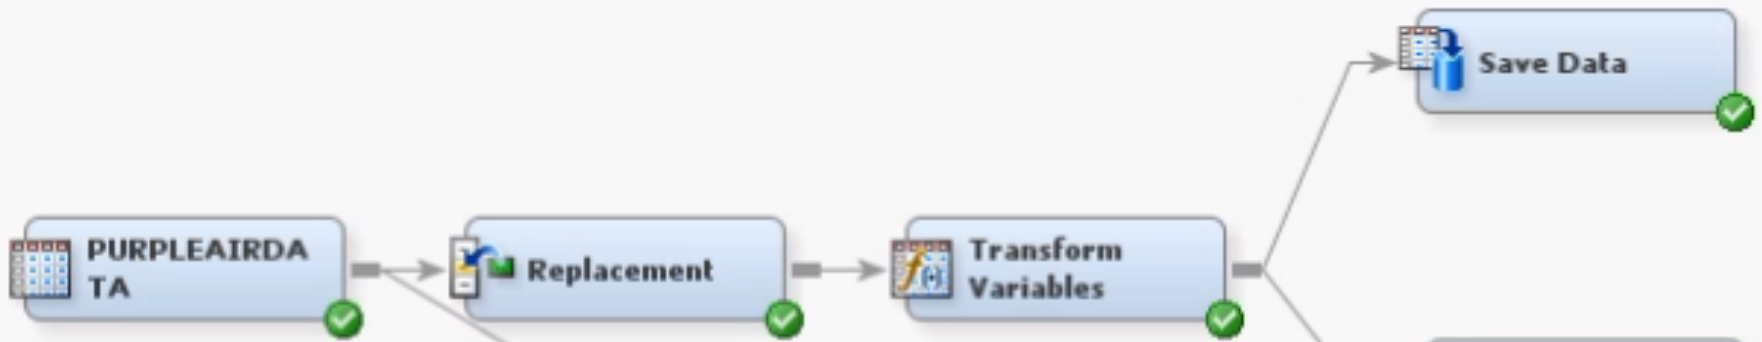 Save Data
PURPLEAIRDA
TA
Replacement
Transform
Variables